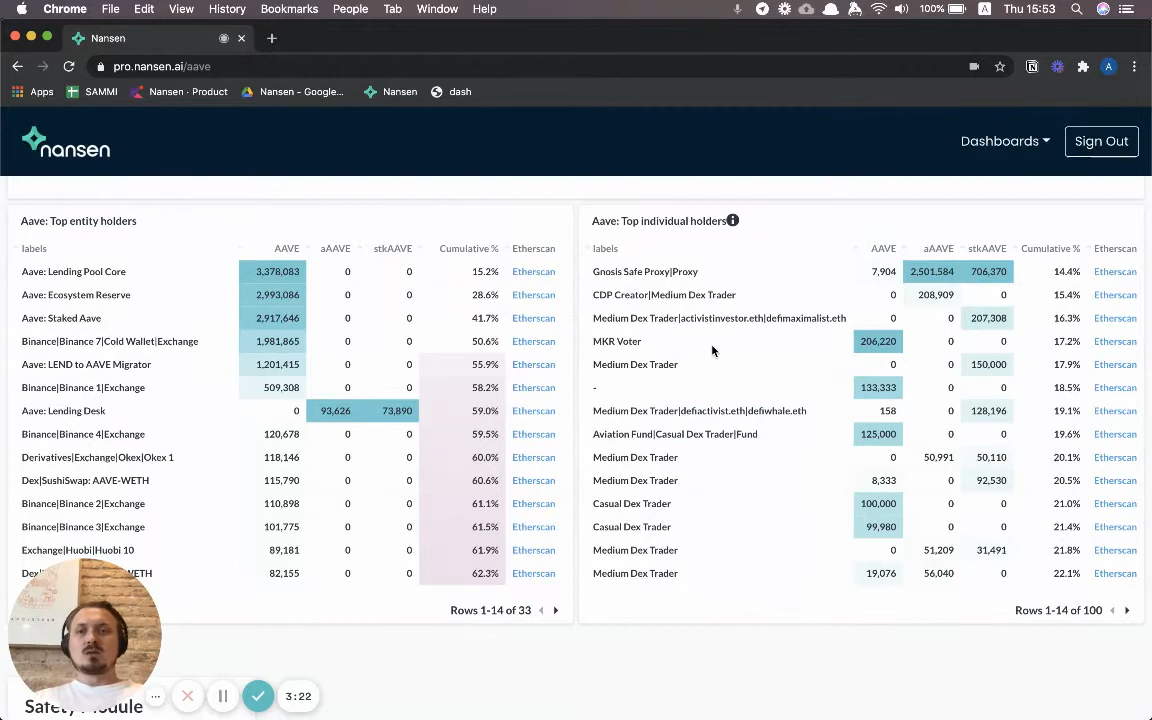 Chrome File Edit View History Bookmarks People Tab Window Help 100% A Thu 15:53
Nansen
pro.nansen.ai/aave A
Apps SAMMI Nansen · Product Nansen – Google... Nansen dash
nansen Dashboards Sign Out
Aave: Top entity holders
labels AAVE aAAVE stkAAVE Cumulative % Etherscan
Aave: Lending Pool Core 3,378,083 0 0 15.2% Etherscan
Aave: Ecosystem Reserve 2,993,086 0 0 28.6% Etherscan
Aave: Staked Aave 2,917,646 0 0 41.7% Etherscan
Binance|Binance 7|Cold Wallet|Exchange 1,981,865 0 0 50.6% Etherscan
Aave: LEND to AAVE Migrator 1,201,415 0 0 55.9% Etherscan
Binance|Binance 1|Exchange 509,308 0 0 58.2% Etherscan
Aave: Lending Desk 0 93,626 73,890 59.0% Etherscan
Binance|Binance 4|Exchange 120,678 0 0 59.5% Etherscan
Derivatives|Exchange|Okex|Okex 1 118,146 0 0 60.0% Etherscan
Dex|SushiSwap: AAVE-WETH 115,790 0 0 60.6% Etherscan
Binance|Binance 2|Exchange 110,898 0 0 61.1% Etherscan
Binance|Binance 3|Exchange 101,775 0 0 61.5% Etherscan
Exchange|Huobi|Huobi 10 89,181 0 0 61.9% Etherscan
WETH 82,155 0 0 62.3% Etherscan
Rows 1-14 of 33
Aave: Top individual holders
labels AAVE aAAVE stkAAVE Cumulative % Etherscan
Gnosis Safe Proxy|Proxy 7,904 2,501,584 706,370 14.4% Etherscan
CDP Creator|Medium Dex Trader 0 208,909 0 15.4% Etherscan
Medium Dex Trader|activistinvestor.eth|defimaximalist.eth 0 0 207,308 16.3% Etherscan
MKR Voter 206,220 0 0 17.2% Etherscan
Medium Dex Trader 0 0 150,000 17.9% Etherscan
- 133,333 0 0 18.5% Etherscan
Medium Dex Trader|defiactivist.eth|defiwhale.eth 158 0 128,196 19.1% Etherscan
Aviation Fund|Casual Dex Trader|Fund 125,000 0 0 19.6% Etherscan
Medium Dex Trader 0 50,991 50,110 20.1% Etherscan
Medium Dex Trader 8,333 0 92,530 20.5% Etherscan
Casual Dex Trader 100,000 0 0 21.0% Etherscan
Casual Dex Trader 99,980 0 0 21.4% Etherscan
Medium Dex Trader 0 51,209 31,491 21.8% Etherscan
Medium Dex Trader 19,076 56,040 0 22.1% Etherscan
Rows 1-14 of 100
3:22
Safety Module